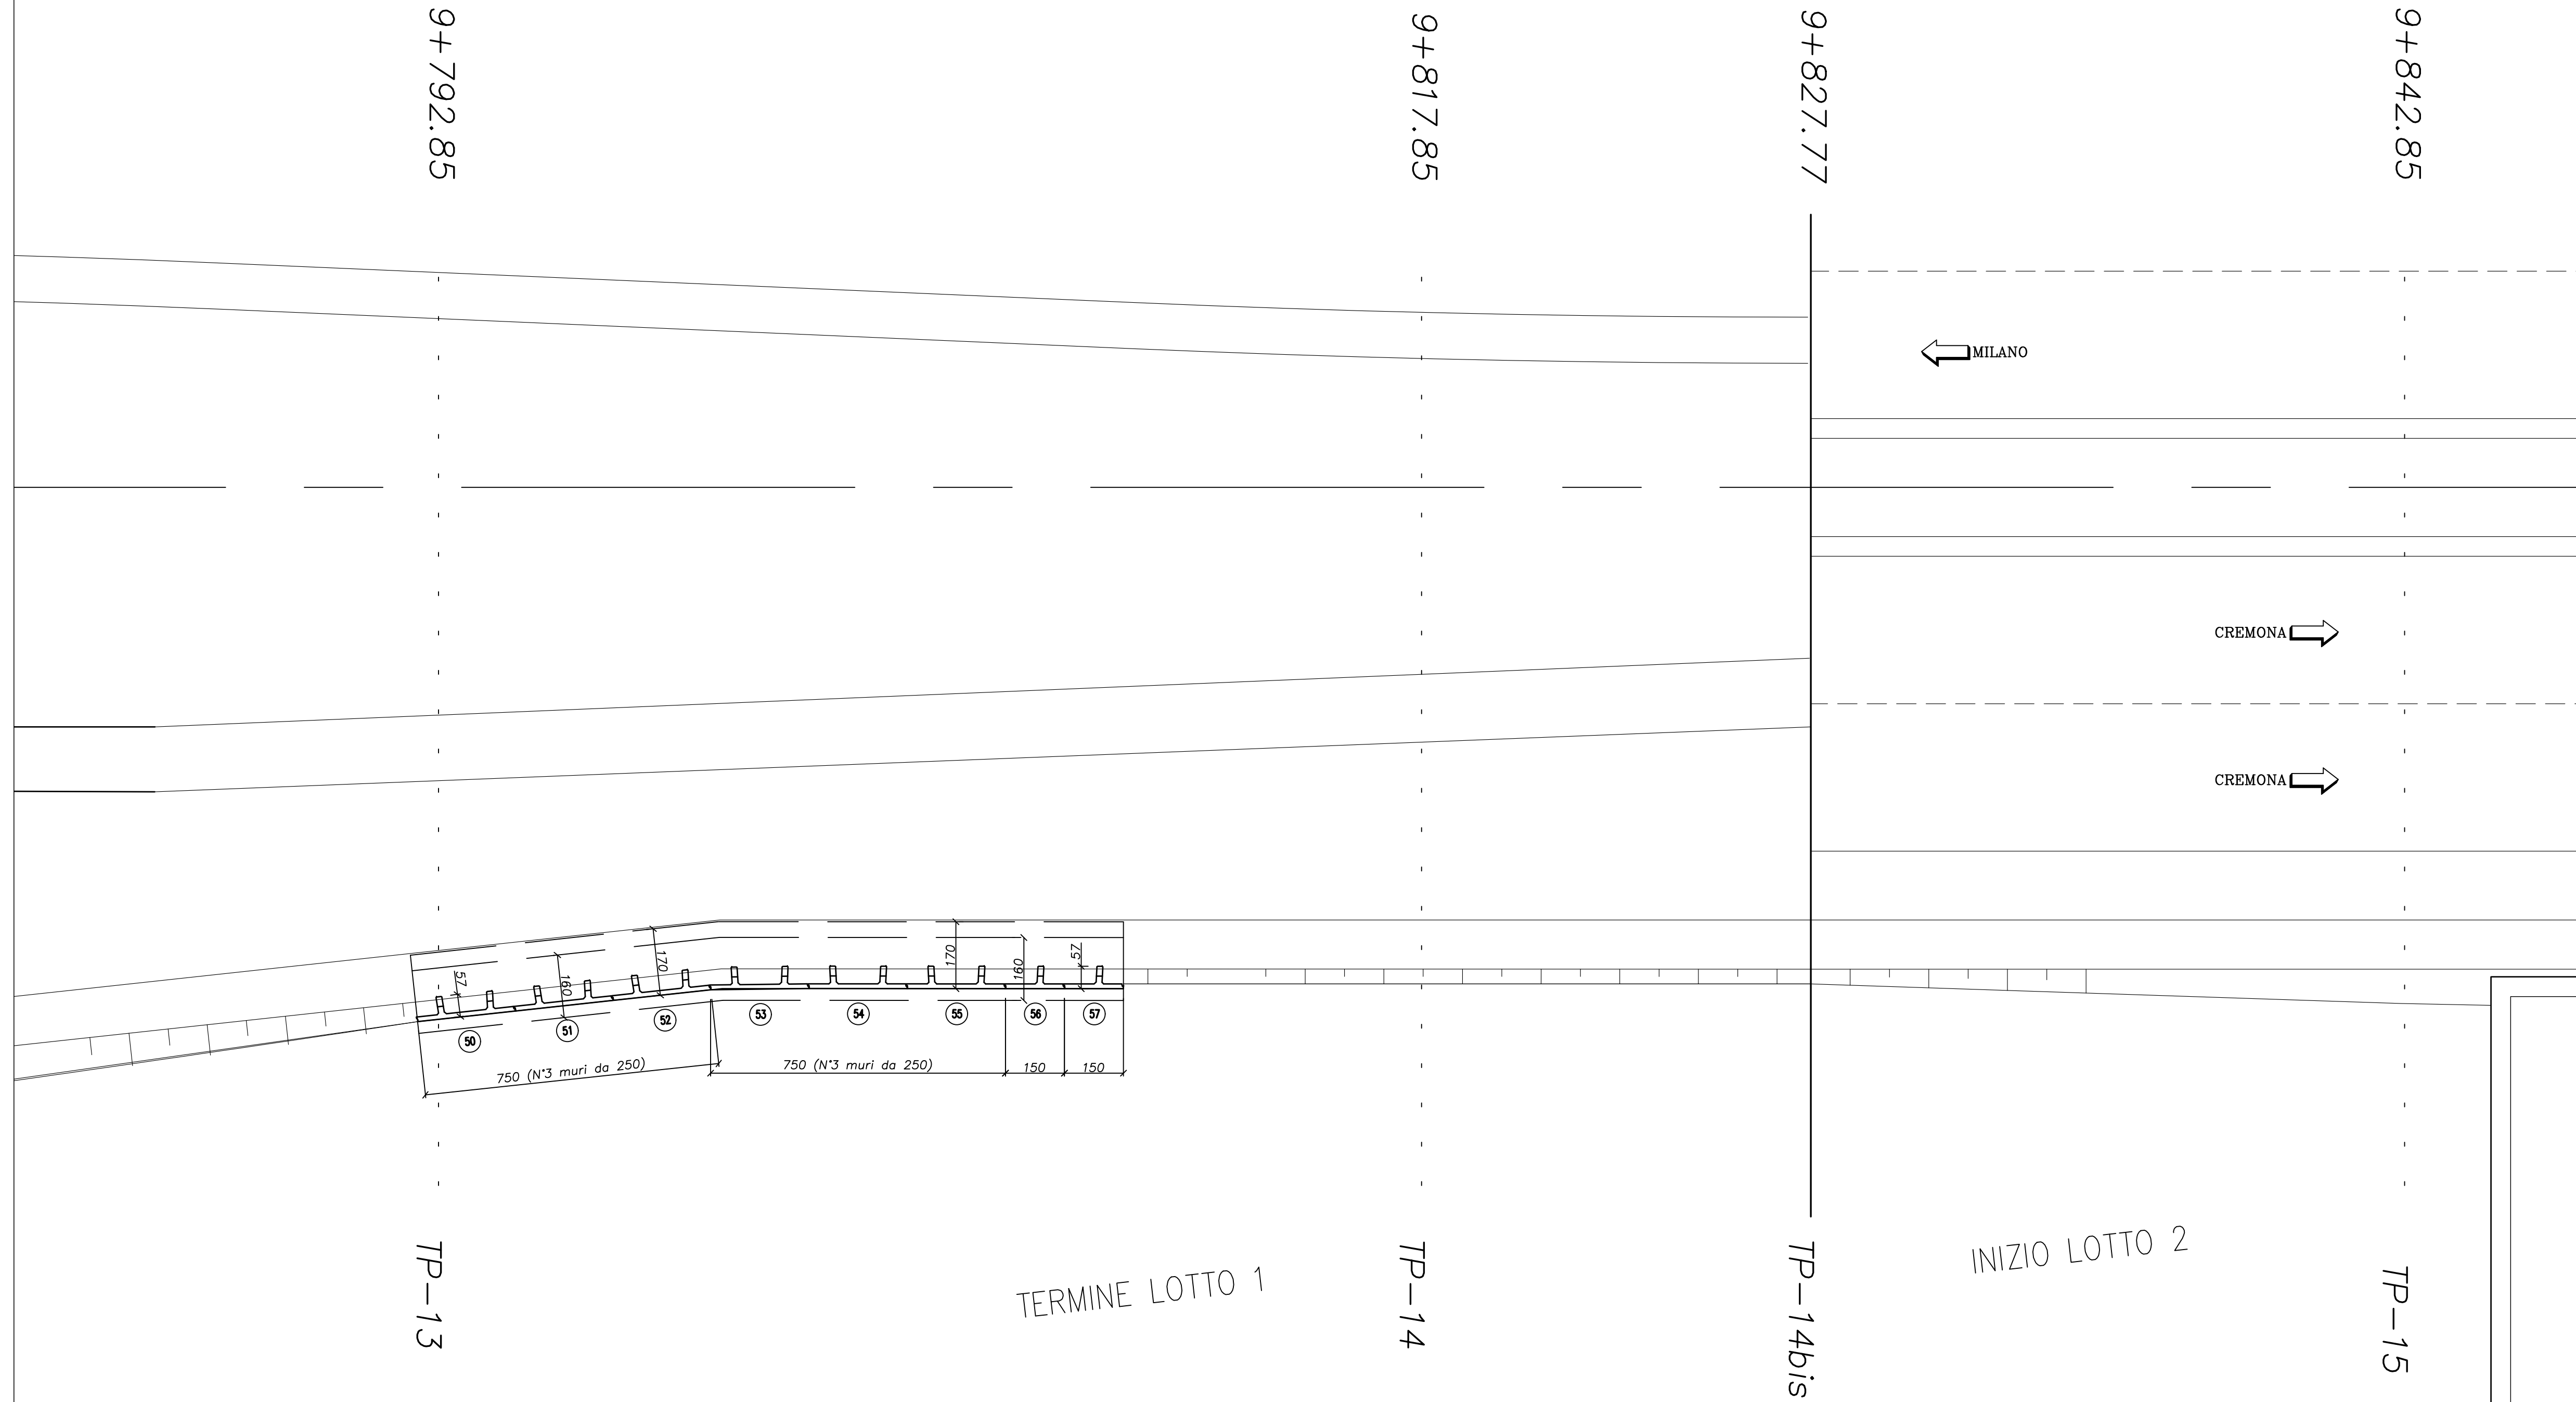 9+792.85
9+817.85
9+827.77
9+842.85
MILANO
CREMONA
CREMONA
57
160
170
170
160
57
50
51
52
53
54
55
56
57
750 (N°3 muri da 250)
750 (N°3 muri da 250)
150
150
TP-13
TERMINE LOTTO 1
TP-14
TP-14bis
INIZIO LOTTO 2
TP-15